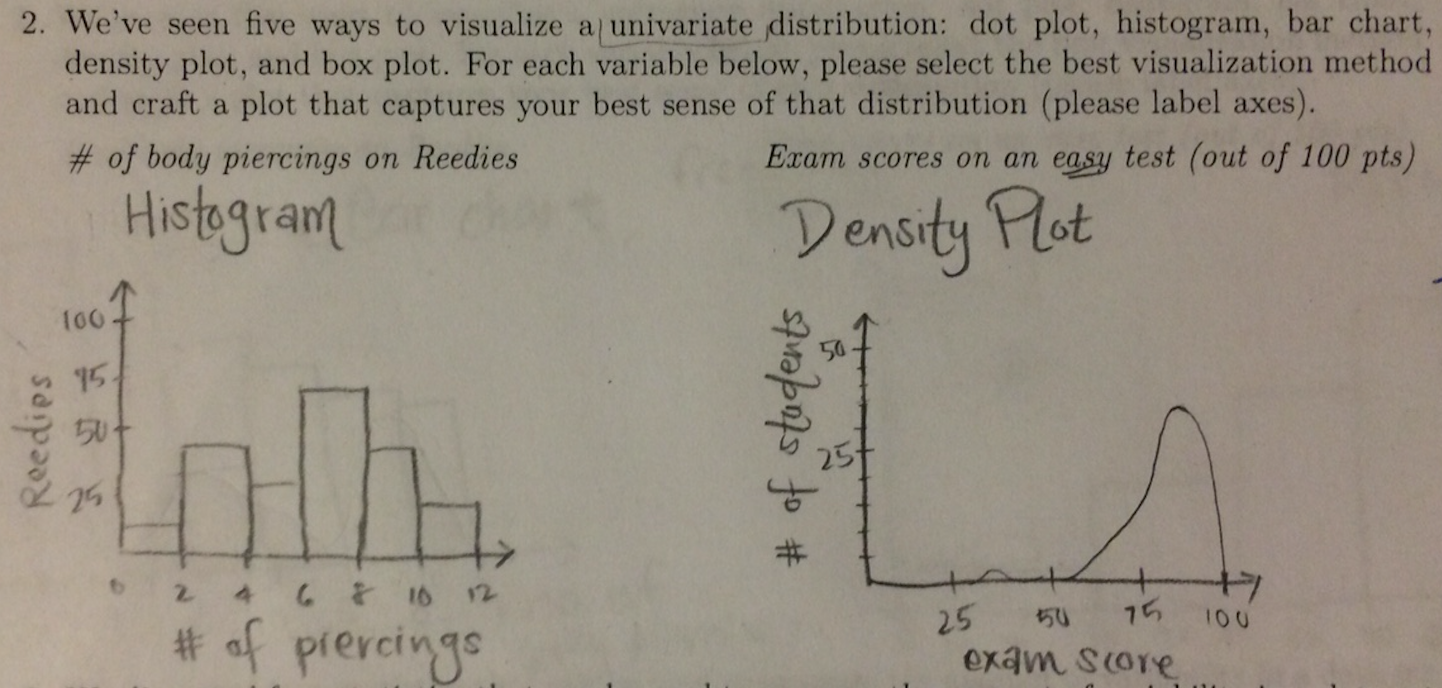 2. We've seen five ways to visualize a univariate distribution: dot plot, histogram, bar chart,
density plot, and box plot. For each variable below, please select the best visualization method
and craft a plot that captures your best sense of that distribution (please label axes).
# of body piercings on Reedies
Histogram
100
75
50
25
Reedies
0 2 4 6 8 10 12
# of piercings
Exam scores on an easy test (out of 100 pts)
Density Plot
50
25
# of students
25 50 75 100
exam score